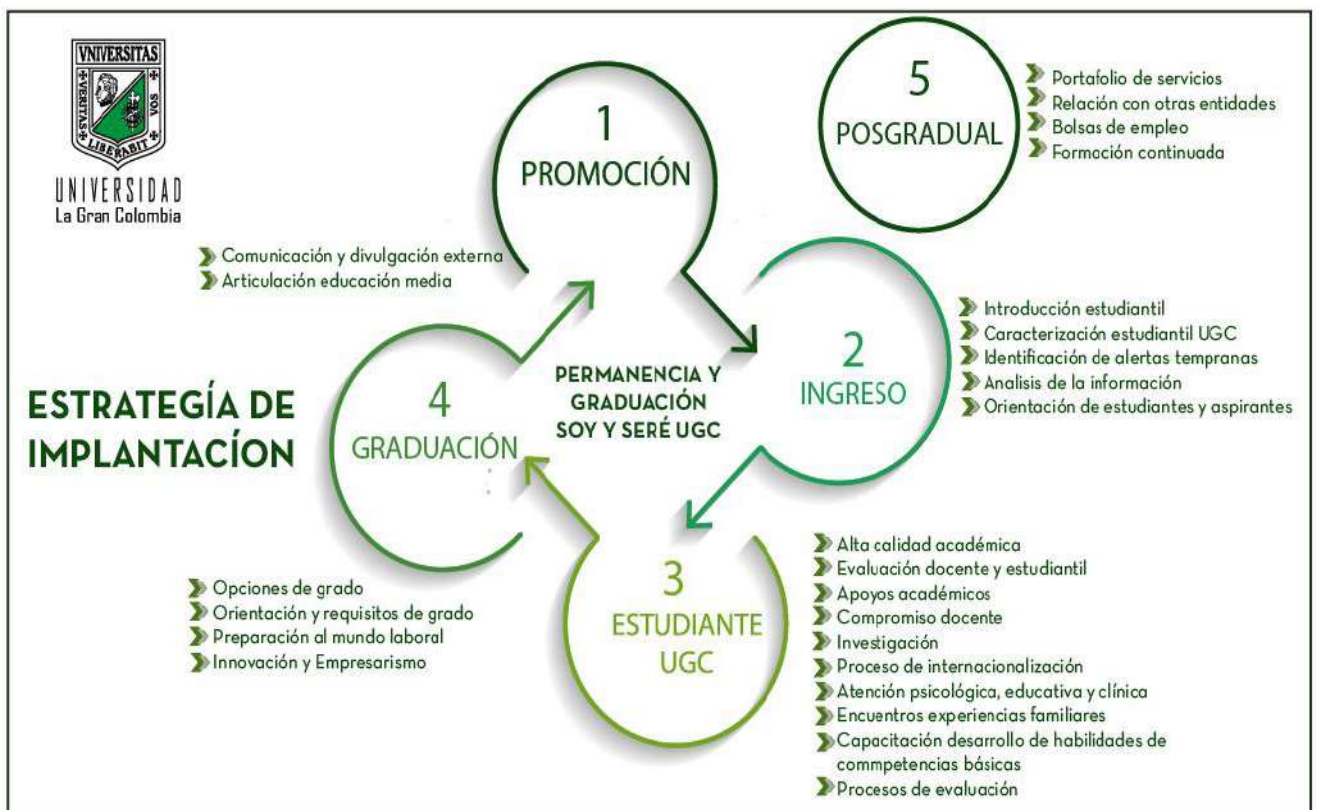 VNIVERSITAS
VERITAS
VOS
LIBERABIT
UNIVERSIDAD
La Gran Colombia
1
PROMOCIÓN
Comunicación y divulgación externa
Articulación educación media
5
POSGRADUAL
Portafolio de servicios
Relación con otras entidades
Bolsas de empleo
Formación continuada
2
INGRESO
Introducción estudiantil
Caracterización estudiantil UGC
Identificación de alertas tempranas
Analisis de la información
Orientación de estudiantes y aspirantes
ESTRATEGÍA DE
IMPLANTACÍON
PERMANENCIA Y
GRADUACIÓN
SOY Y SERÉ UGC
4
GRADUACIÓN
Opciones de grado
Orientación y requisitos de grado
Preparación al mundo laboral
Innovación y Empresarismo
3
ESTUDIANTE
UGC
Alta calidad académica
Evaluación docente y estudiantil
Apoyos académicos
Compromiso docente
Investigación
Proceso de internacionalización
Atención psicológica, educativa y clínica
Encuentros experiencias familiares
Capacitación desarrollo de habilidades de
commpetencias básicas
Procesos de evaluación